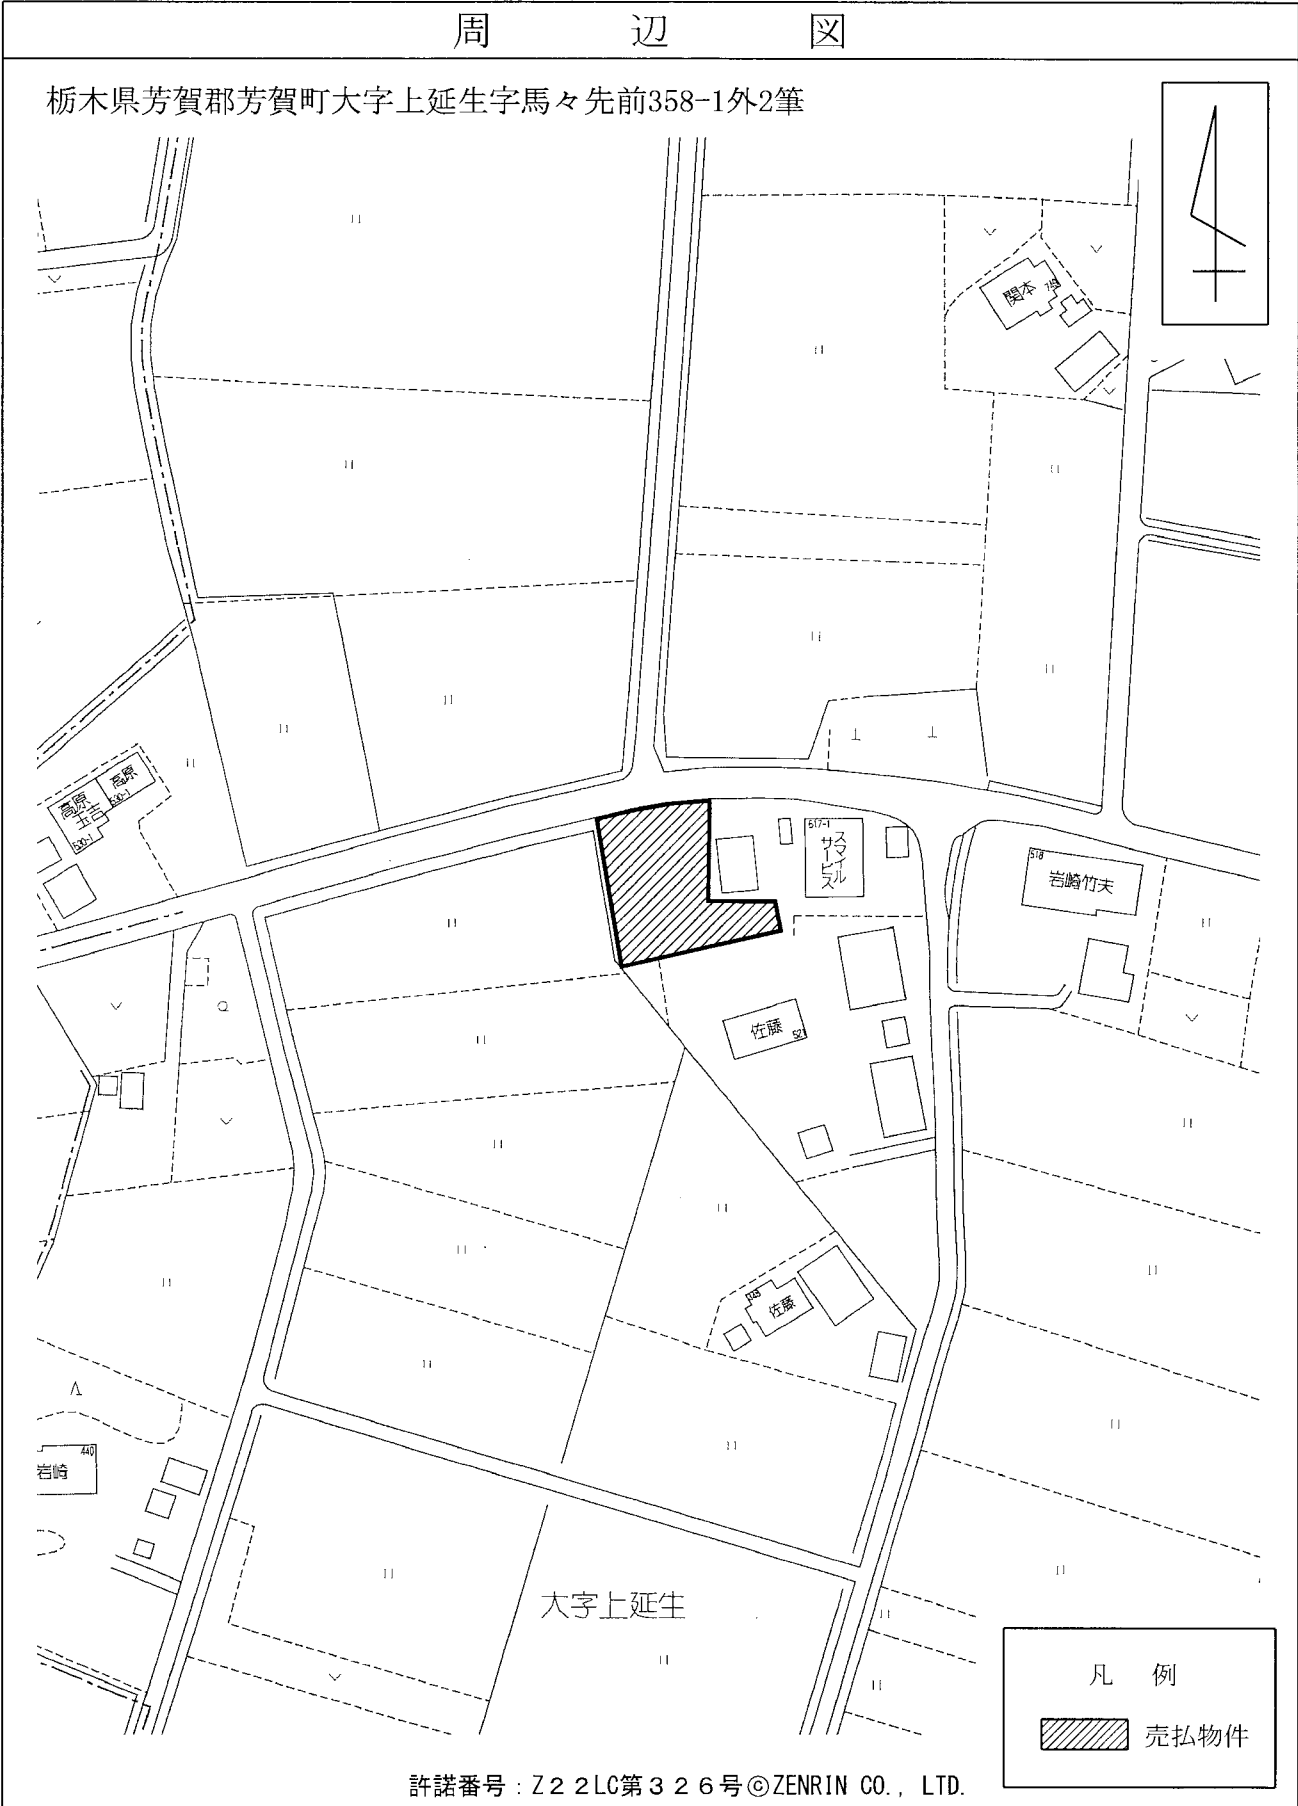 周辺図
栃木県芳賀郡芳賀町大字上延生字馬々先前358-1外2筆
関本
高原
530-1
高原
517-1
スマイル
サービス
518
岩崎竹夫
佐藤
521
佐藤
440
岩崎
大字上延生
凡例
売払物件
許諾番号：Z２２LC第３２６号©ZENRIN CO., LTD.